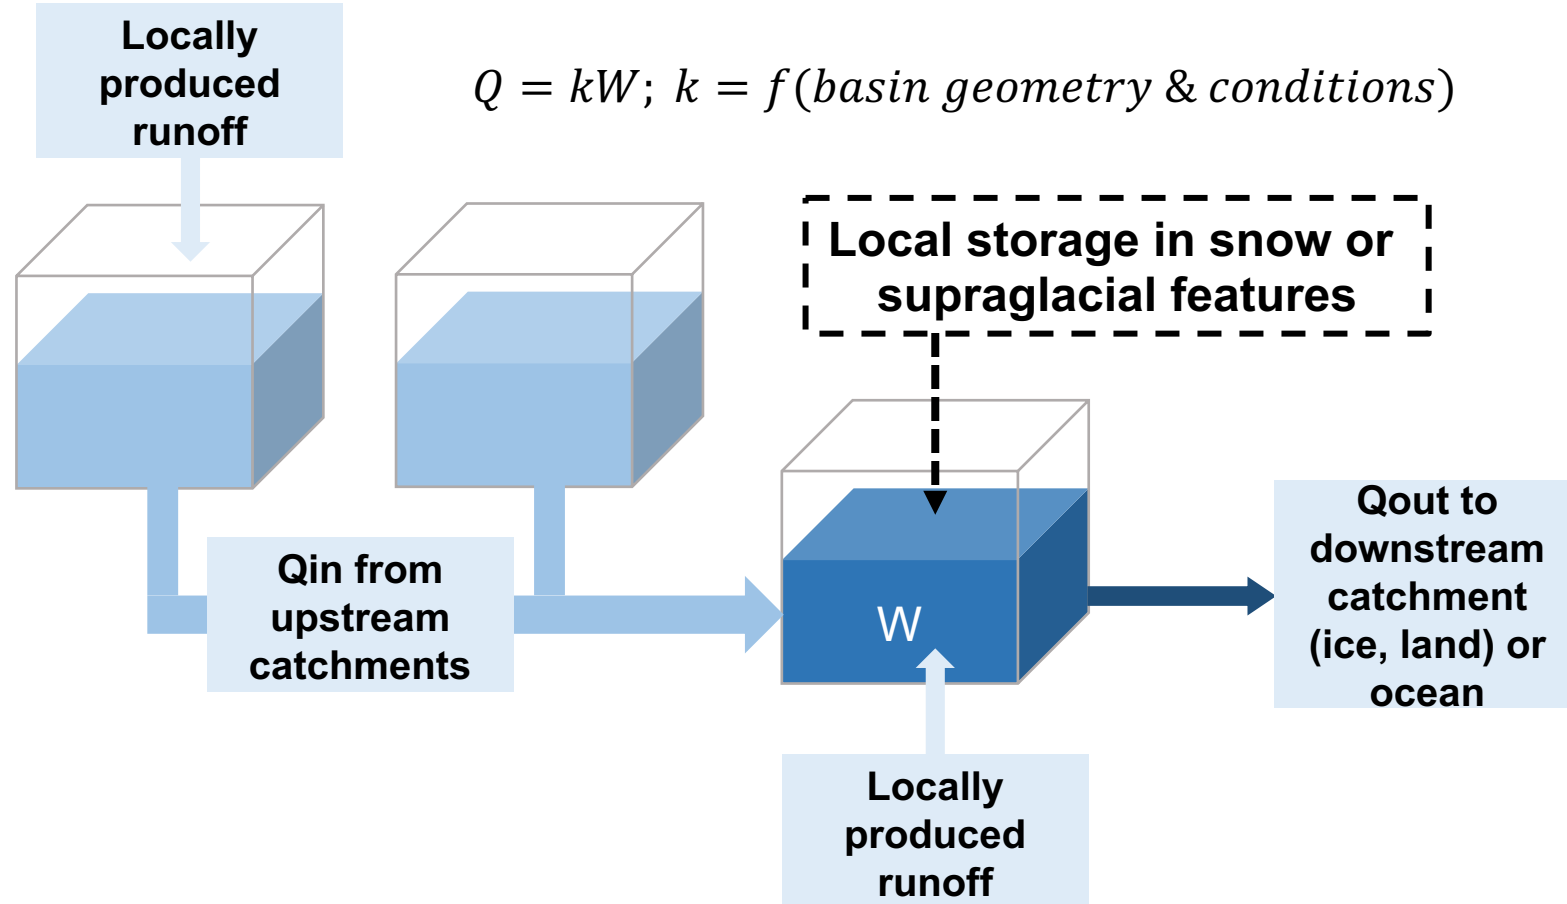 Locally
produced
runoff
Q = kW; k = f(basin geometry & conditions)
Local storage in snow or
supraglacial features
Qin from
upstream
catchments
W
Qout to
downstream
catchment
(ice, land) or
ocean
Locally
produced
runoff